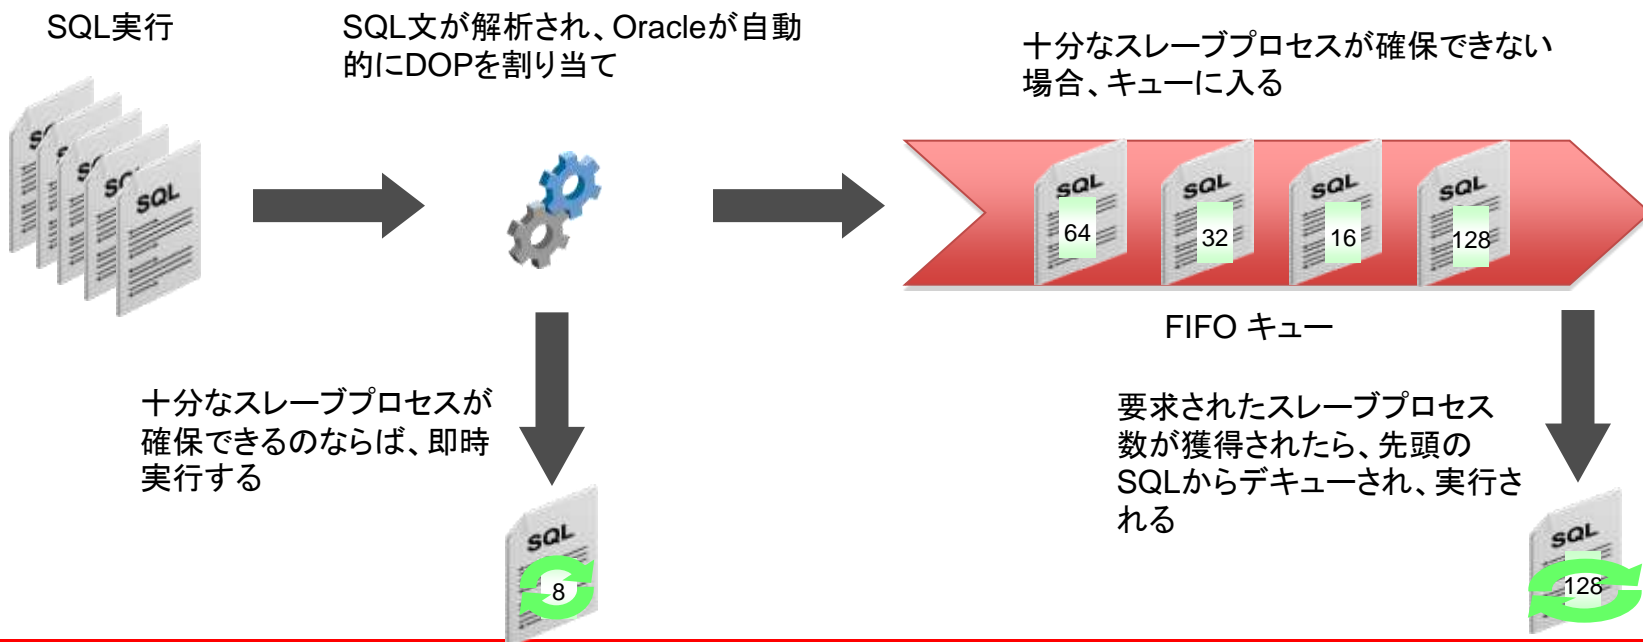 SQL実行
SQL文が解析され、Oracleが自動
的にDOPを割り当て
十分なスレーブプロセスが確保できない
場合、キューに入る
SQL
SQL
SQL
SQL
SQL
SQL
64
SQL
32
SQL
16
SQL
128
FIFO キュー
十分なスレーブプロセスが
確保できるのならば、即時
実行する
要求されたスレーブプロセス
数が獲得されたら、先頭の
SQLからデキューされ、実行さ
れる
SQL
8
SQL
128